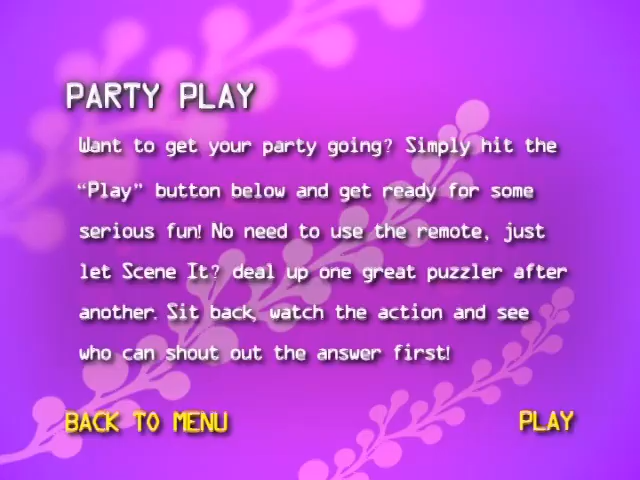 PARTY PLAY
Want to get your party going? Simply hit the
“Play” button below and get ready for some
serious fun! No need to use the remote, just
let Scene It? deal up one great puzzler after
another. Sit back, watch the action and see
who can shout out the answer first!
BACK TO MENU
PLAY